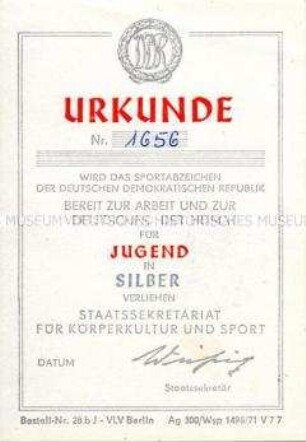 DDR
URKUNDE
Nr. 1656
WIRD DAS SPORTABZEICHEN
DER DEUTSCHEN DEMOKRATISCHEN REPUBLIK
BEREIT ZUR ARBEIT UND ZUR
FÜR
JUGEND
IN
SILBER
VERLIEHEN
STAATSSEKRETARIAT
FÜR KÖRPERKULTUR UND SPORT
DATUM
Staatssekretär
Bestell-Nr. 28 b J - VLV Berlin Ag 300/Wsp 1498/71 V 7 7